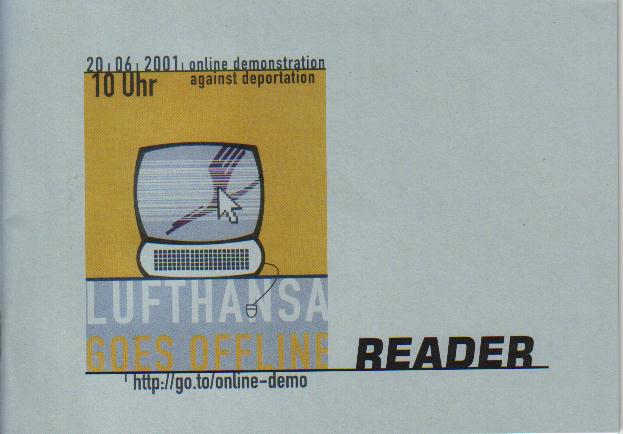 20.06.2001 online demonstration
10 Uhr against deportation
LUFTHANSA
GOES OFFLINE
READER
http://go.to/online-demo